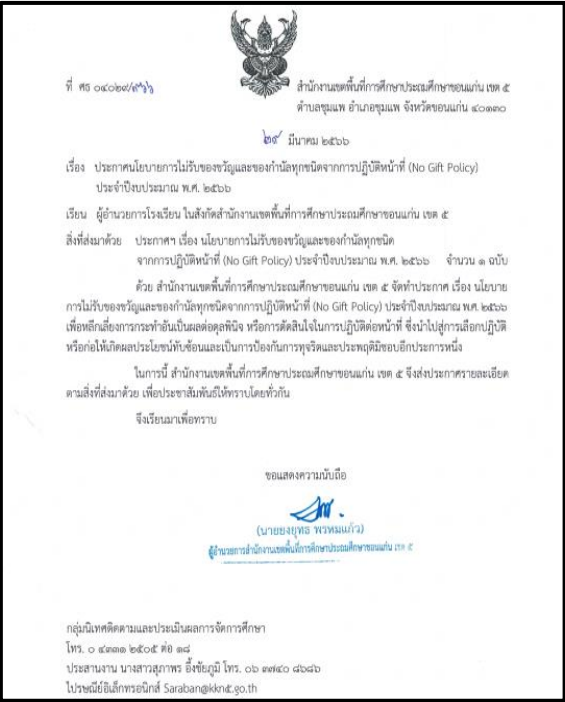 ที่ ศธ ๐๔๐๒๙/
สำนักงานเขตพื้นที่การศึกษาประถมศึกษาขอนแก่น เขต ๕
ตำบลชุมแพ อำเภอชุมแพ จังหวัดขอนแก่น ๔๐๑๓๐
๒๙ มีนาคม ๒๕๖๖
เรื่อง ประกาศนโยบายการไม่รับของขวัญและของกำนัลทุกชนิดจากการปฏิบัติหน้าที่ (No Gift Policy)
ประจำปีงบประมาณ พ.ศ. ๒๕๖๖
เรียน ผู้อำนวยการโรงเรียน ในสังกัดสำนักงานเขตพื้นที่การศึกษาประถมศึกษาขอนแก่น เขต ๕
สิ่งที่ส่งมาด้วย ประกาศฯ เรื่อง นโยบายการไม่รับของขวัญและของกำนัลทุกชนิด
จากการปฏิบัติหน้าที่ (No Gift Policy) ประจำปีงบประมาณ พ.ศ. ๒๕๖๖ จำนวน ๑ ฉบับ
ด้วย สำนักงานเขตพื้นที่การศึกษาประถมศึกษาขอนแก่น เขต ๕ จัดทำประกาศ เรื่อง นโยบาย
การไม่รับของขวัญและของกำนัลทุกชนิดจากการปฏิบัติหน้าที่ (No Gift Policy) ประจำปีงบประมาณ พ.ศ. ๒๕๖๖
เพื่อหลีกเลี่ยงการกระทำอันเป็นผลต่อดุลพินิจ หรือการตัดสินใจในการปฏิบัติต่อหน้าที่ ซึ่งนำไปสู่การเลือกปฏิบัติ
หรือก่อให้เกิดผลประโยชน์ทับซ้อนและเป็นการป้องกันการทุจริตและประพฤติมิชอบอีกประการหนึ่ง
ในการนี้ สำนักงานเขตพื้นที่การศึกษาประถมศึกษาขอนแก่น เขต ๕ จึงส่งประกาศรายละเอียด
ตามสิ่งที่ส่งมาด้วย เพื่อประชาสัมพันธ์ให้ทราบโดยทั่วกัน
จึงเรียนมาเพื่อทราบ
ขอแสดงความนับถือ
(นายยงยุทธ พรหมแก้ว)
ผู้อำนวยการสำนักงานเขตพื้นที่การศึกษาประถมศึกษาขอนแก่น เขต ๕
กลุ่มนิเทศติดตามและประเมินผลการจัดการศึกษา
โทร. ๐ ๔๓๓๑ ๒๕๐๕ ต่อ ๑๘
ประสานงาน นางสาวสุภาพร อึ้งชัยภูมิ โทร. ๐๖ ๓๗๔๐ ๘๖๘๖
ไปรษณีย์อิเล็กทรอนิกส์ Saraban@kkn๕.go.th